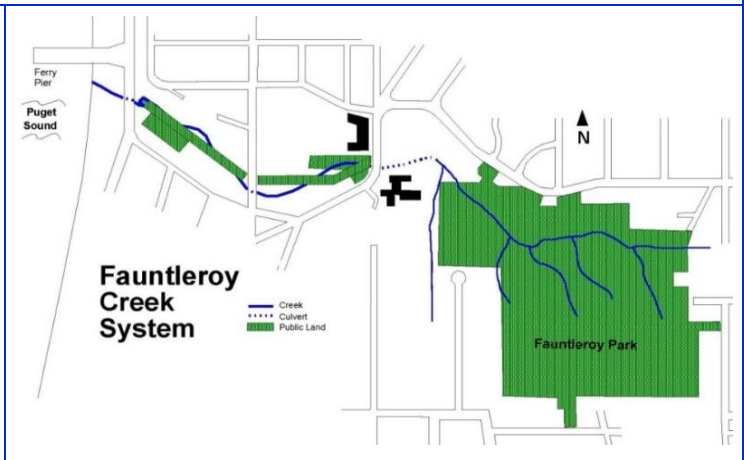 Ferry
Pier
Puget
Sound
N
Fauntleroy
Creek
System
Creek
Culvert
Public Land
Fauntleroy Park